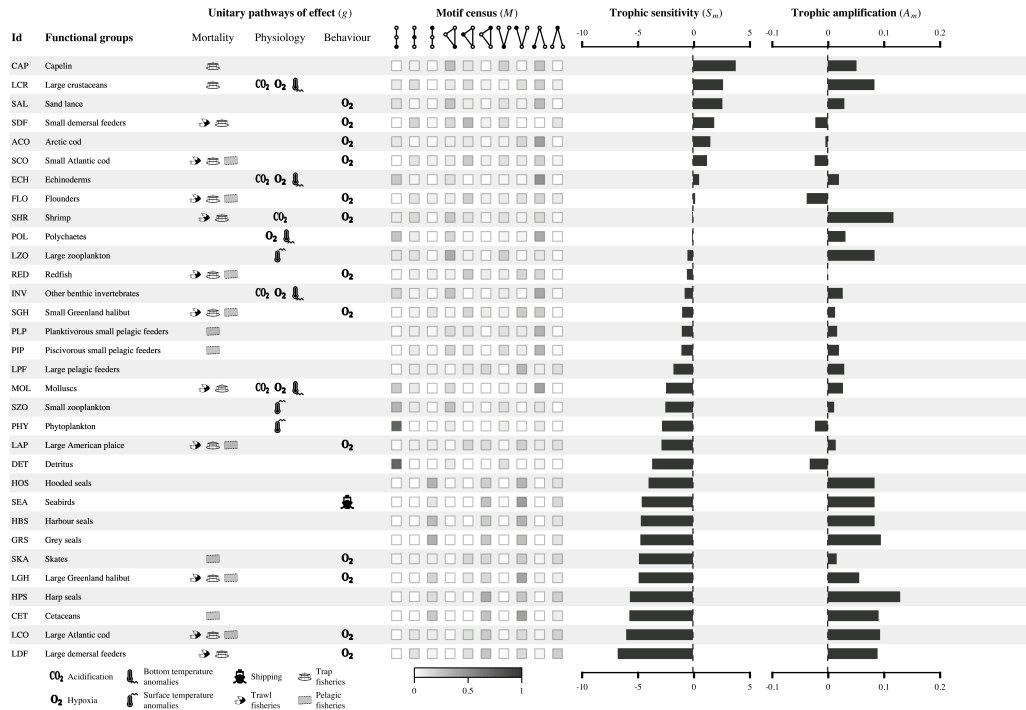 Unitary pathways of effect (g) Motif census (M) Trophic sensitivity (Sm) Trophic amplification (Am)
Id Functional groups Mortality Physiology Behaviour -10 -5 0 5 -0.1 0 0.1 0.2
CAP Capelin
LCR Large crustaceans CO2 O2
SAL Sand lance O2
SDF Small demersal feeders O2
ACO Arctic cod O2
SCO Small Atlantic cod O2
ECH Echinoderms CO2 O2
FLO Flounders O2
SHR Shrimp CO2 O2
POL Polychaetes O2
LZO Large zooplankton
RED Redfish O2
INV Other benthic invertebrates CO2 O2
SGH Small Greenland halibut O2
PLP Planktivorous small pelagic feeders
PIP Piscivorous small pelagic feeders
LPF Large pelagic feeders
MOL Molluscs CO2 O2
SZO Small zooplankton
PHY Phytoplankton
LAP Large American plaice O2
DET Detritus
HOS Hooded seals
SEA Seabirds
HBS Harbour seals
GRS Grey seals
SKA Skates O2
LGH Large Greenland halibut O2
HPS Harp seals
CET Cetaceans
LCO Large Atlantic cod O2
LDF Large demersal feeders O2
CO2 Acidification Bottom temperature anomalies Shipping Trap fisheries
O2 Hypoxia Surface temperature anomalies Trawl fisheries Pelagic fisheries
0 0.5 1
-10 -5 0 5 -0.1 0 0.1 0.2